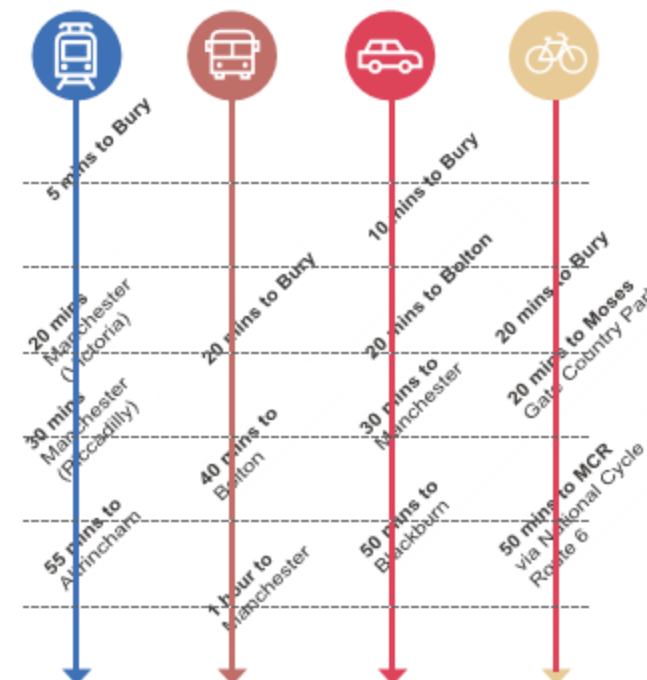 5 mins to Bury
20 mins
Manchester
(Victoria)
30 mins
Manchester
(Piccadilly)
55 mins to
Altrincham
20 mins to Bury
40 mins to
Bolton
1 hour to
Manchester
10 mins to Bury
20 mins to Bolton
30 mins to
Manchester
50 mins to
Blackburn
20 mins to Bury
20 mins to Moses
Gate Country Par
50 mins to MCR
via National Cycle
Route 6